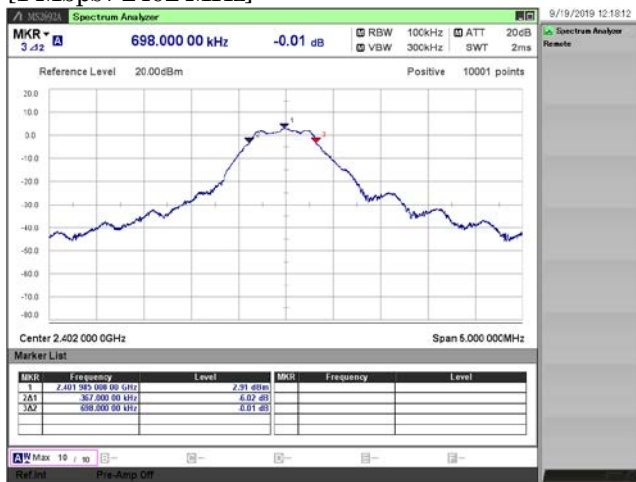 [1 Mbps: 2402 MHz]
MS2692A Spectrum Analyzer
9/19/2019 12:18:12
MKR 3Δ2 A 698.000 00 kHz -0.01 dB
M RBW 100kHz M ATT 20dB
M VBW 300kHz SWT 2ms
Spectrum Analyzer
Remote
Reference Level 20.00dBm Positive 10001 points
20.0
10.0
0.0
-10.0
-20.0
-30.0
-40.0
-50.0
-60.0
-70.0
-80.0
1
2
3
Center 2.402 000 0GHz Span 5.000 000MHz
Marker List
MKR Frequency Level MKR Frequency Level
1 2.401 985 000 00 GHz 2.91 dBm
2Δ1 -367.000 00 kHz -6.02 dB
3Δ2 698.000 00 kHz -0.01 dB
A W Max 10 / 10
Ref.Int Pre-Amp Off